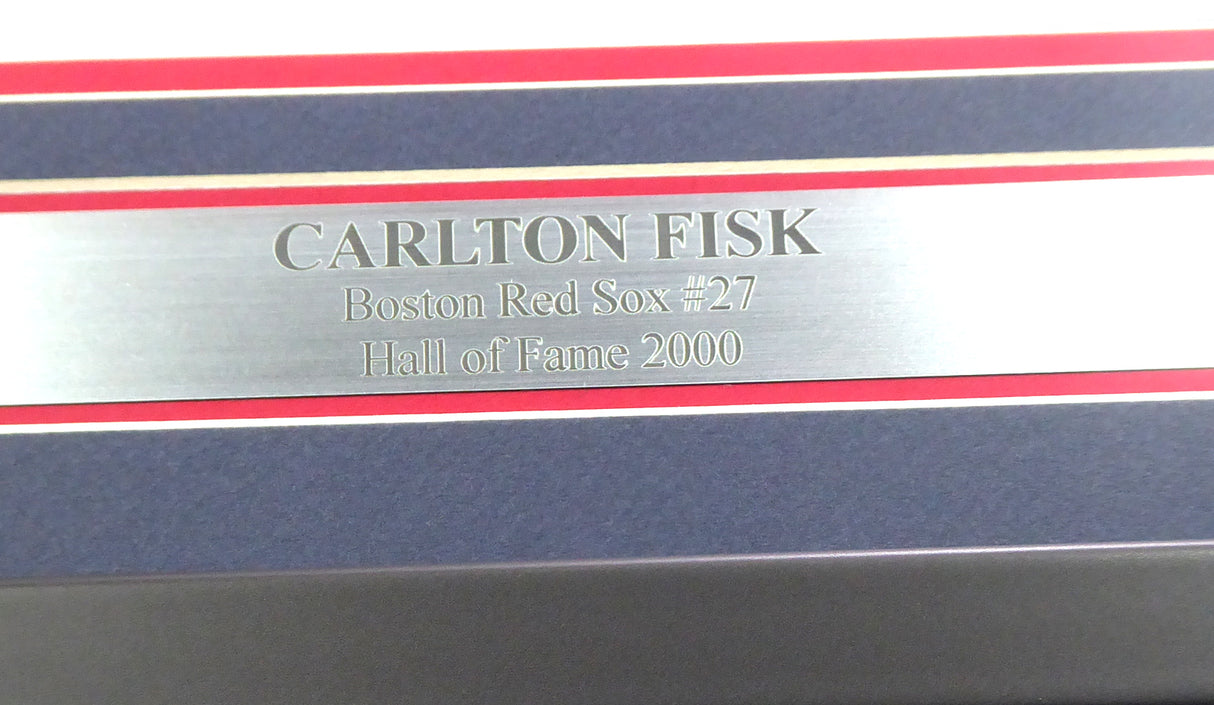 CARLTON FISK
Boston Red Sox #27
Hall of Fame 2000